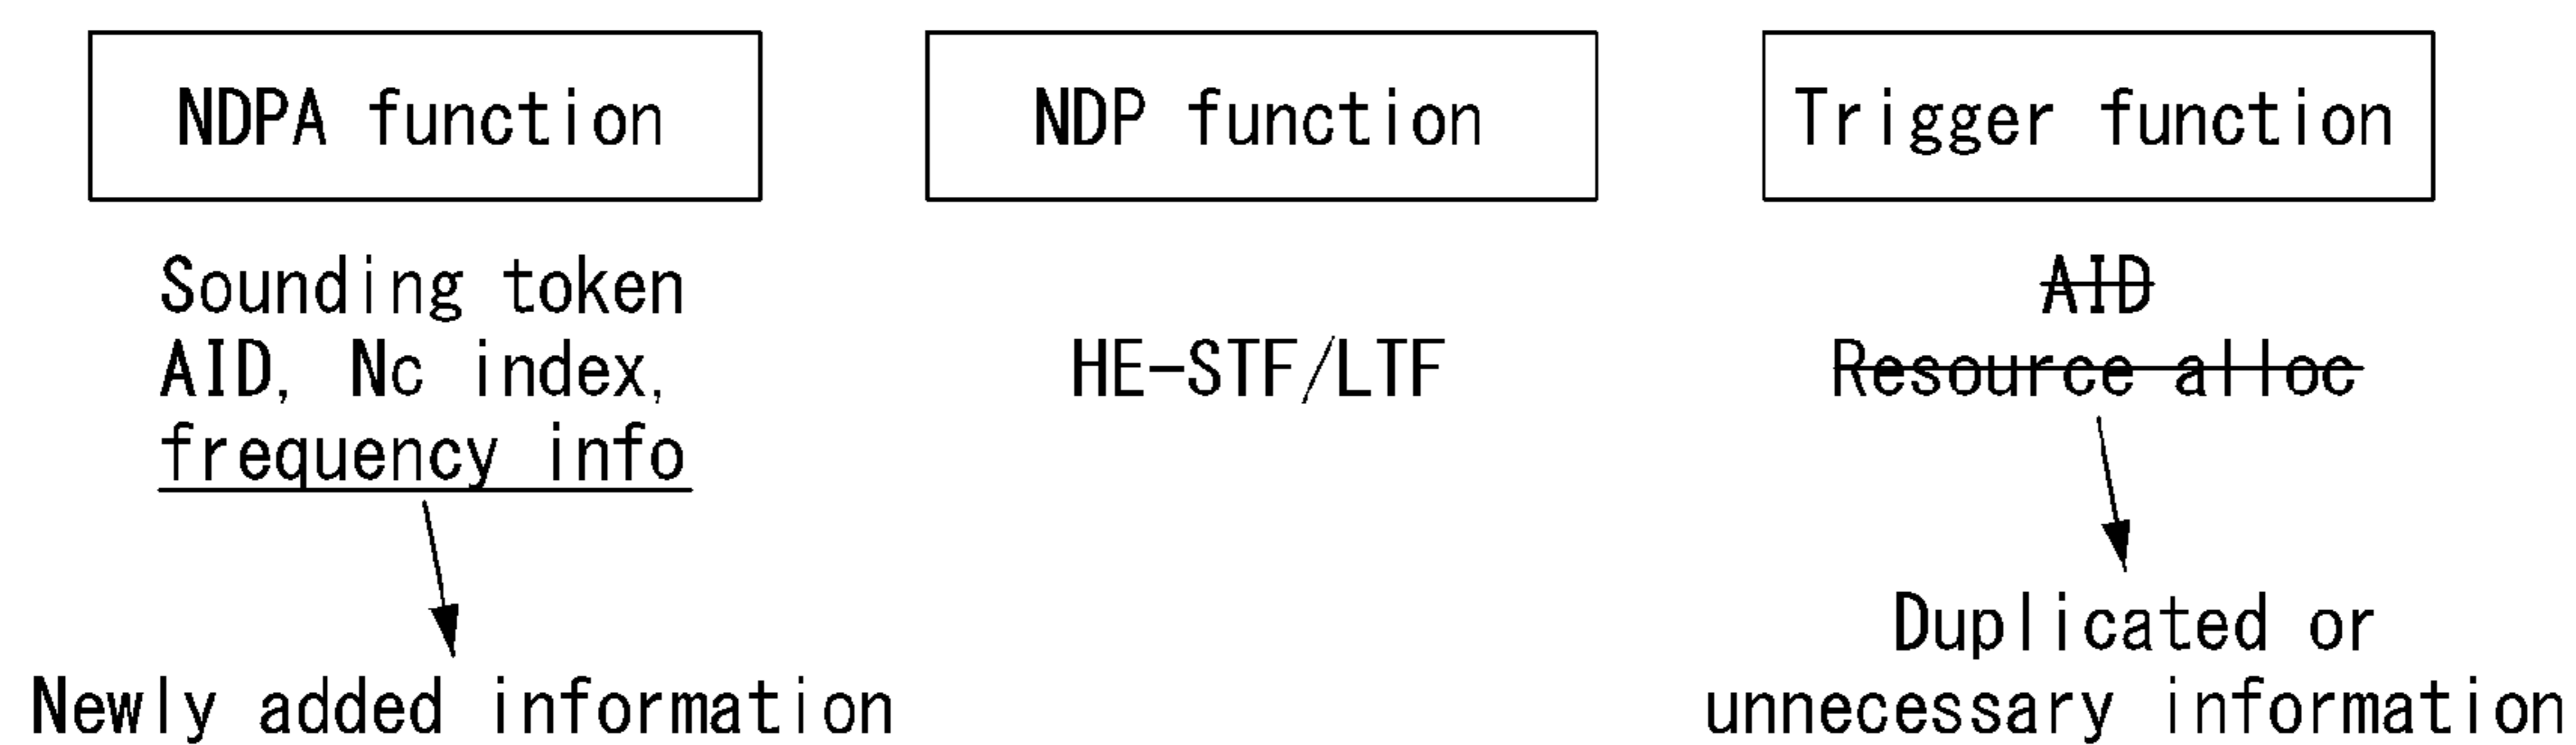 NDPA function
Sounding token
AID, Nc index,
frequency info
Newly added information
NDP function
HE-STF/LTF
Trigger function
AID
Resource alloc
Duplicated or
unnecessary information